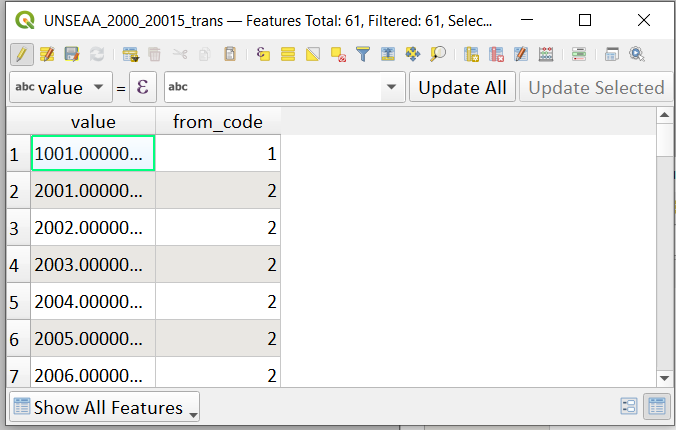 UNSEAA_2000_20015_trans — Features Total: 61, Filtered: 61, Selec...
abc value = ε abc Update All Update Selected
value from_code
1 1001.00000... 1
2 2001.00000... 2
3 2002.00000... 2
4 2003.00000... 2
5 2004.00000... 2
6 2005.00000... 2
7 2006.00000... 2
Show All Features